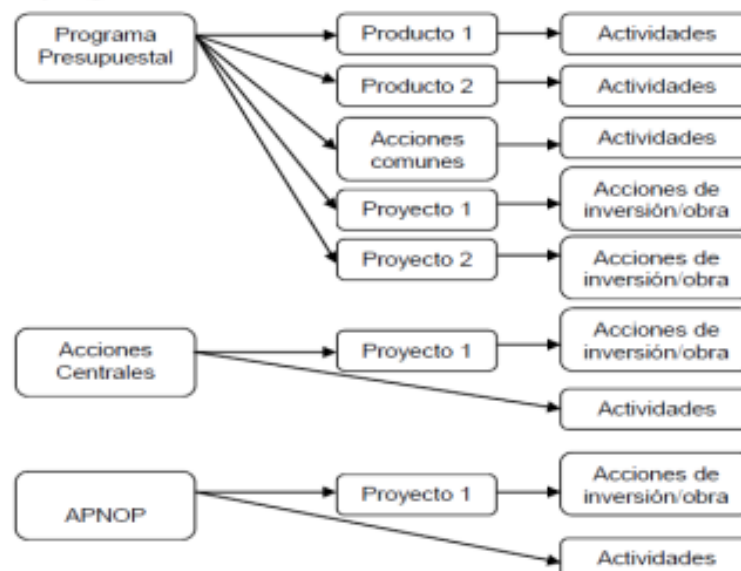 Programa
Presupuestal
Producto 1
Actividades
Producto 2
Actividades
Acciones
comunes
Actividades
Proyecto 1
Acciones de
inversión/obra
Proyecto 2
Acciones de
inversión/obra
Acciones
Centrales
Proyecto 1
Acciones de
inversión/obra
Actividades
APNOP
Proyecto 1
Acciones de
inversión/obra
Actividades